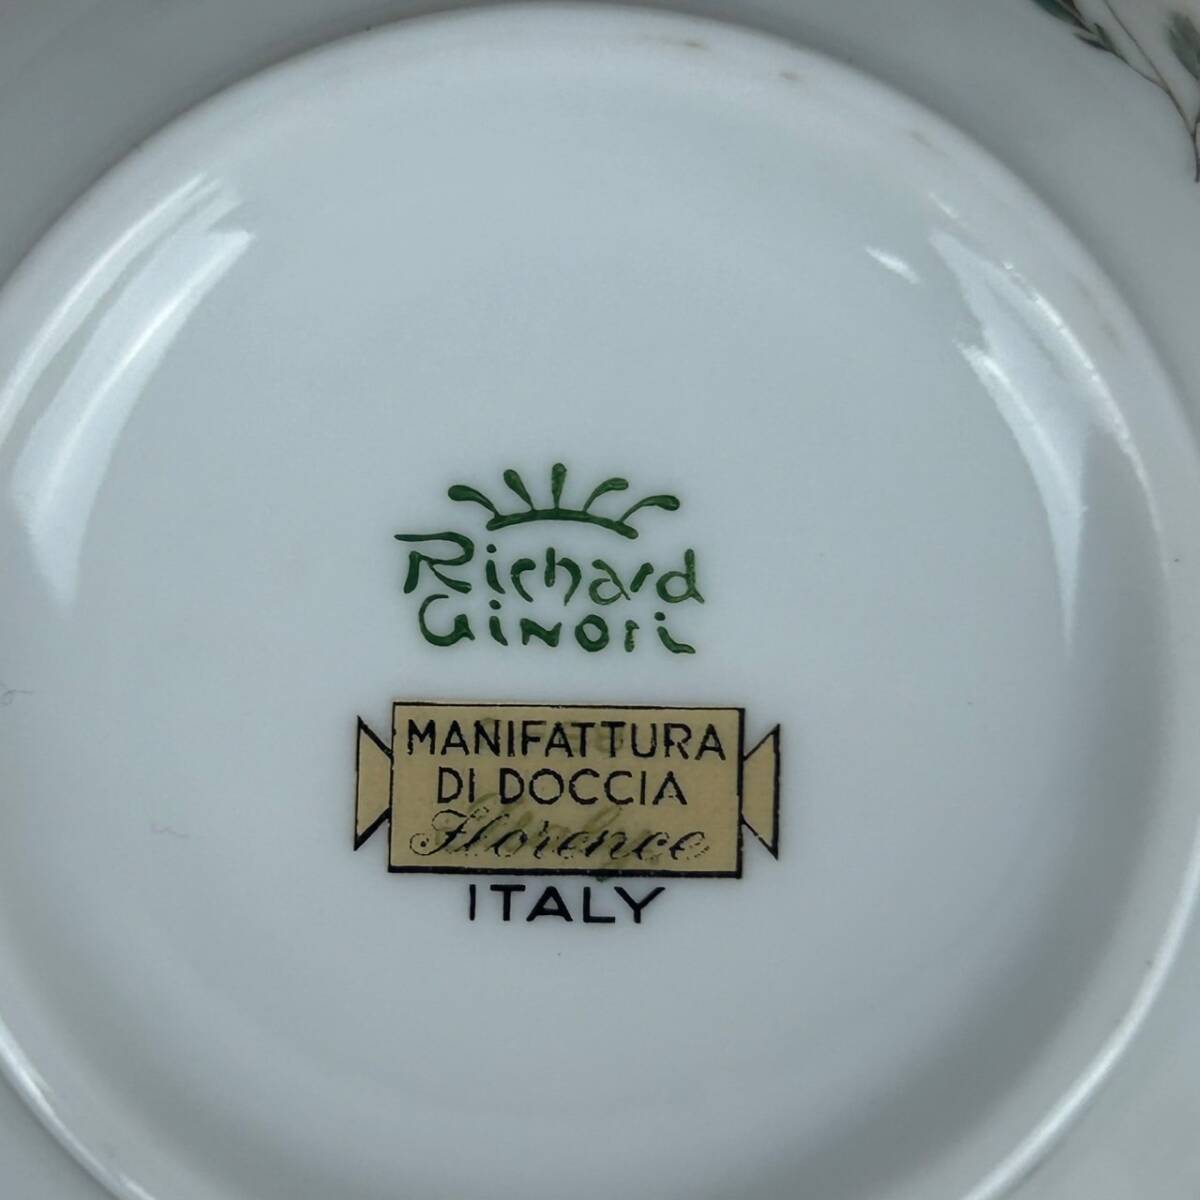 Richard
Ginori
MANIFATTURA
DI DOCCIA
Florence
ITALY